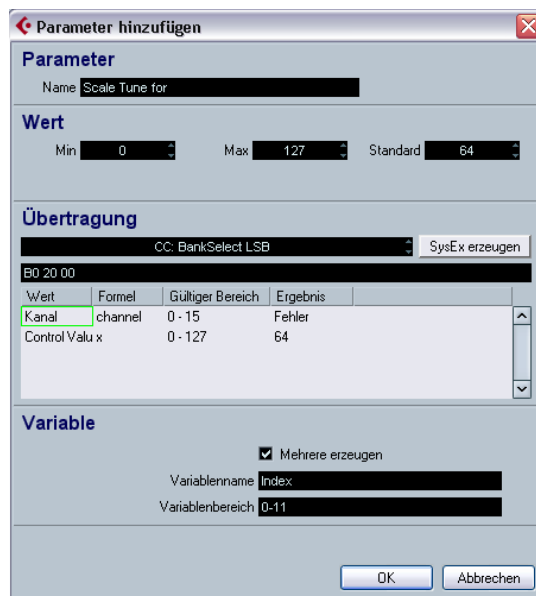 Parameter hinzufügen
Parameter
Name Scale Tune for
Wert
Min 0 Max 127 Standard 64
Übertragung
CC: BankSelect LSB SysEx erzeugen
B0 20 00
Wert Formel Gültiger Bereich Ergebnis
Kanal channel 0 - 15 Fehler
Control Valu x 0 - 127 64
Variable
Mehrere erzeugen
Variablenname Index
Variablenbereich 0-11
OK Abbrechen